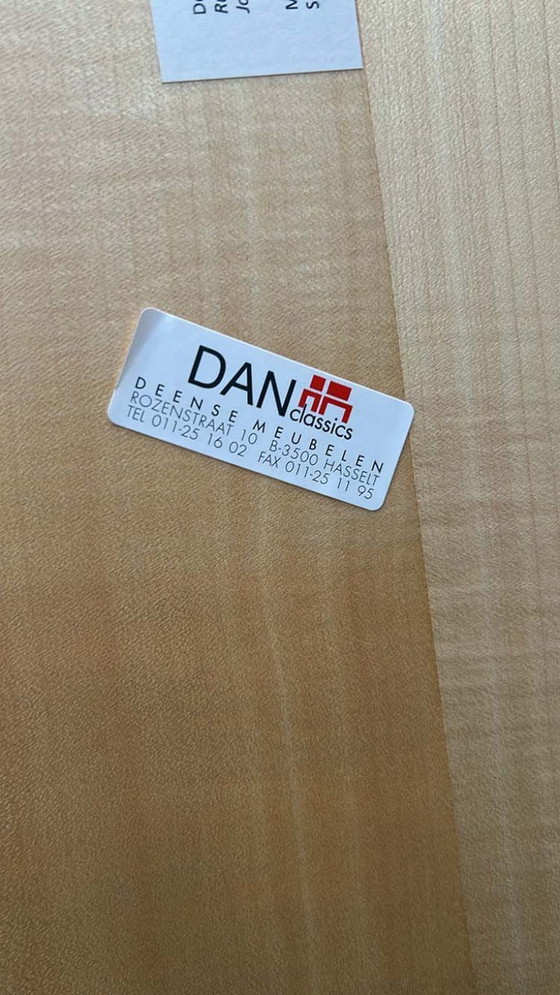 DAN
classics
DEENSE MEUBELEN
ROZENSTRAAT 10 B-3500 HASSELT
TEL 011-25 16 02 FAX 011-25 11 95